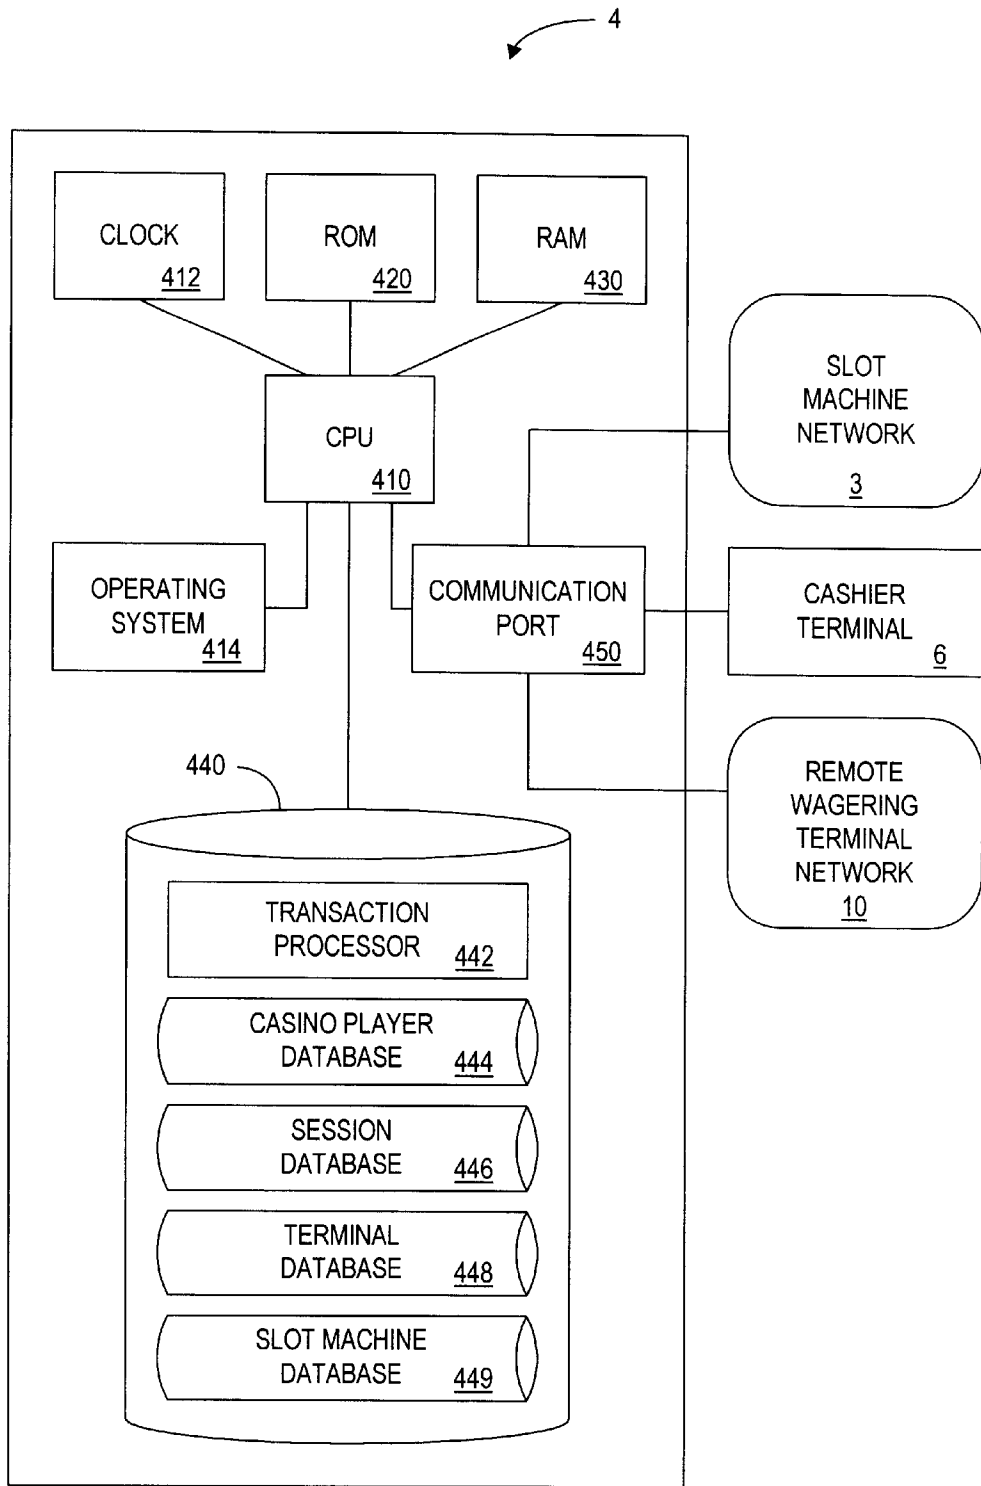 4
CLOCK
412
ROM
420
RAM
430
CPU
410
SLOT
MACHINE
NETWORK
3
OPERATING
SYSTEM
414
COMMUNICATION
PORT
450
CASHIER
TERMINAL
6
440
REMOTE
WAGERING
TERMINAL
NETWORK
10
TRANSACTION
PROCESSOR
442
CASINO PLAYER
DATABASE
444
SESSION
DATABASE
446
TERMINAL
DATABASE
448
SLOT MACHINE
DATABASE
449